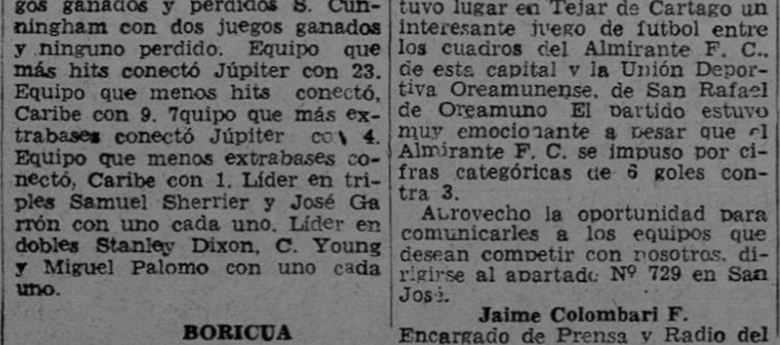 gos ganados y perdidos S. Cun-
ningham con dos juegos ganados
y ninguno perdido. Equipo que
más hits conectó Júpiter con 23.
Equipo que menos hits conectó,
Caribe con 9. 7quipo que más ex-
trabases conectó Júpiter con 4.
Equipo que menos extrabases co-
nectó, Caribe con 1. Líder en tri-
ples Samuel Sherrier y José Ga
rrón con uno cada uno. Líder en
dobles Stanley Dixon, C. Young
y Miguel Palomo con uno cada
uno.
BORICUA
tuvo lugar en Tejar de Cartago un
interesante juego de futbol entre
los cuadros del Almirante F. C.,
de esta capital y la Unión Depor-
tiva Oreamunense, de San Rafael
de Oreamuno El partido estuvo
muy emocionante a pesar que el
Almirante F. C. se impuso por ci-
fras categóricas de 6 goles con-
tra 3.
Aprovecho la oportunidad para
comunicarles a los equipos que
desean competir con nosotros, di-
rigirse al apartado Nº 729 en San
José.
Jaime Colombari F.
Encargado de Prensa y Radio del